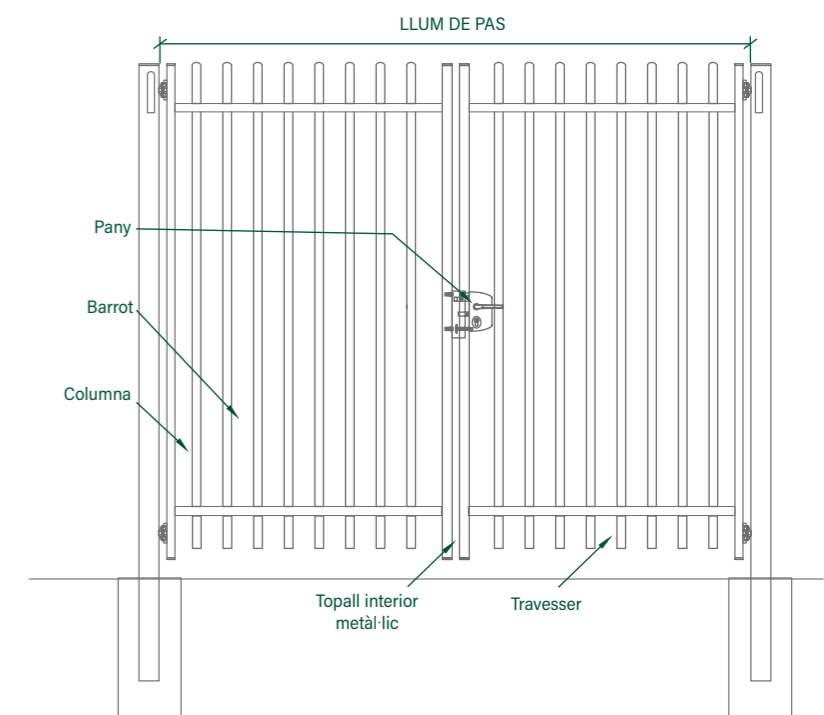 LLUM DE PAS
Pany
Barrot
Columna
Topall interior
metàl·lic
Travesser